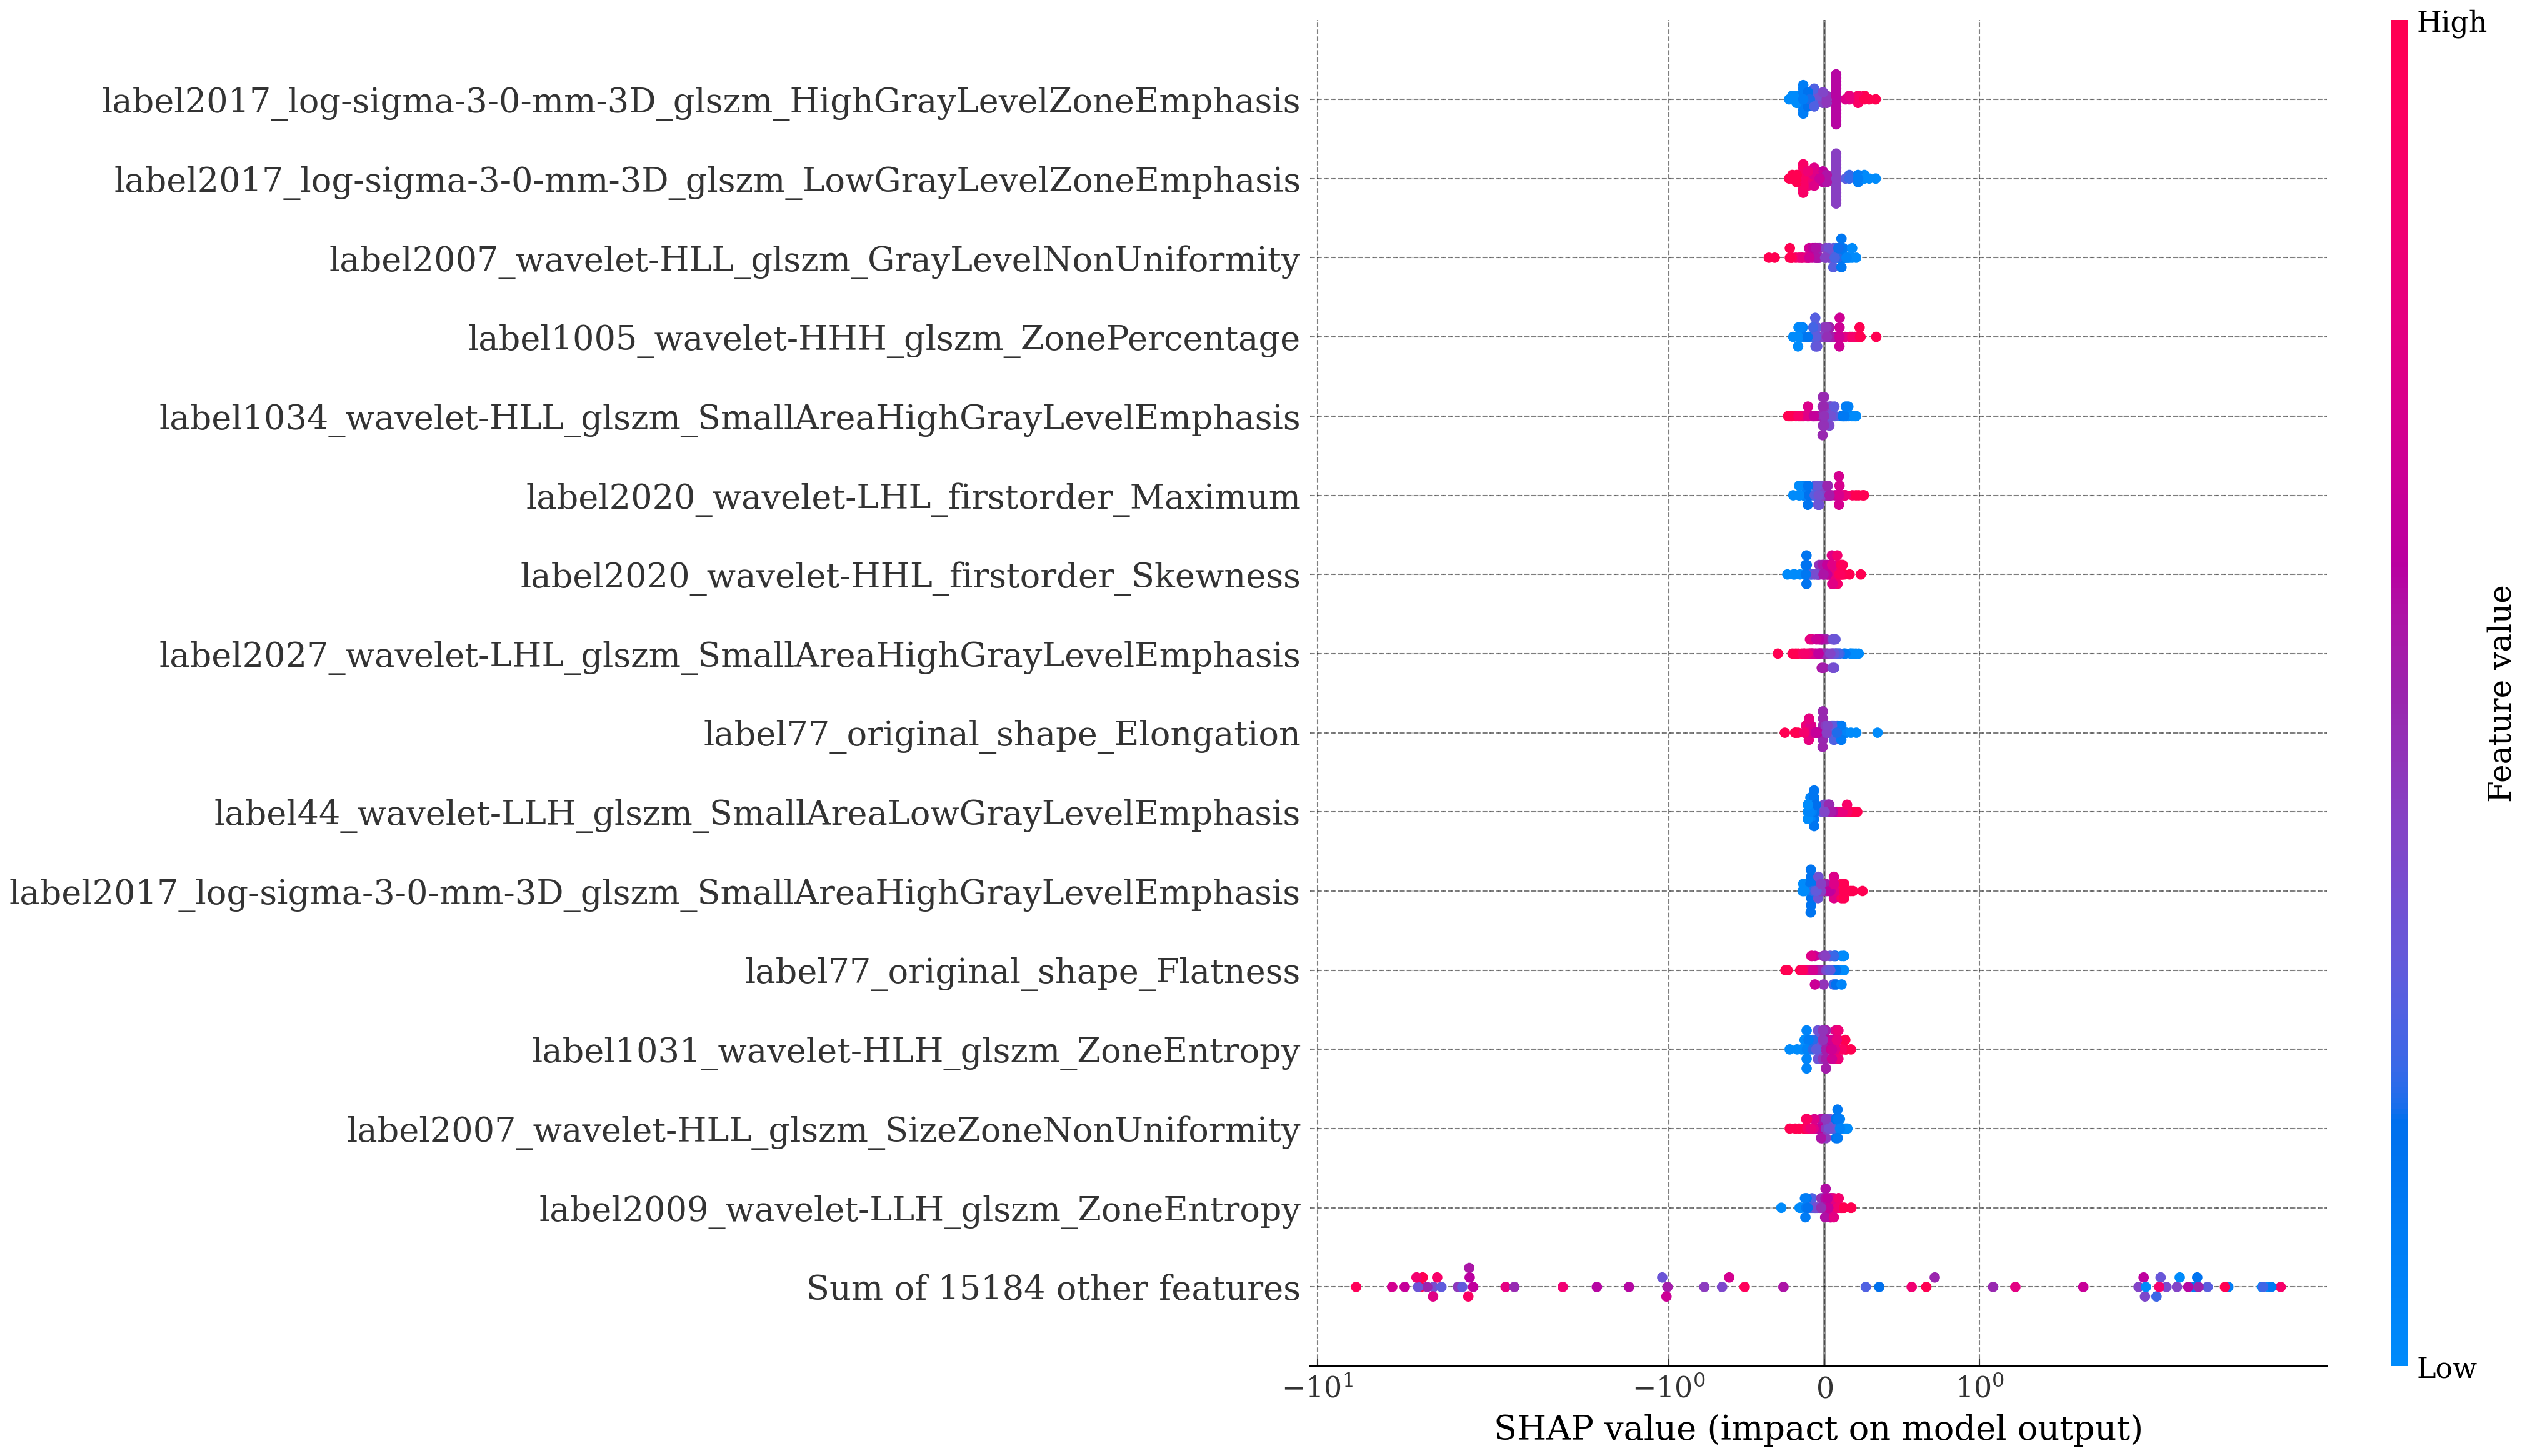 High
label2017_log-sigma-3-0-mm-3D_glszm_HighGrayLevelZoneEmphasis
label2017_log-sigma-3-0-mm-3D_glszm_LowGrayLevelZoneEmphasis
label2007_wavelet-HLL_glszm_GrayLevelNonUniformity
label1005_wavelet-HHH_glszm_ZonePercentage
label1034_wavelet-HLL_glszm_SmallAreaHighGrayLevelEmphasis
label2020_wavelet-LHL_firstorder_Maximum
label2020_wavelet-HHL_firstorder_Skewness
label2027_wavelet-LHL_glszm_SmallAreaHighGrayLevelEmphasis
label77_original_shape_Elongation
label44_wavelet-LLH_glszm_SmallAreaLowGrayLevelEmphasis
label2017_log-sigma-3-0-mm-3D_glszm_SmallAreaHighGrayLevelEmphasis
label77_original_shape_Flatness
label1031_wavelet-HLH_glszm_ZoneEntropy
label2007_wavelet-HLL_glszm_SizeZoneNonUniformity
label2009_wavelet-LLH_glszm_ZoneEntropy
Sum of 15184 other features
Feature value
Low
−10¹ −10⁰ 0 10⁰
SHAP value (impact on model output)